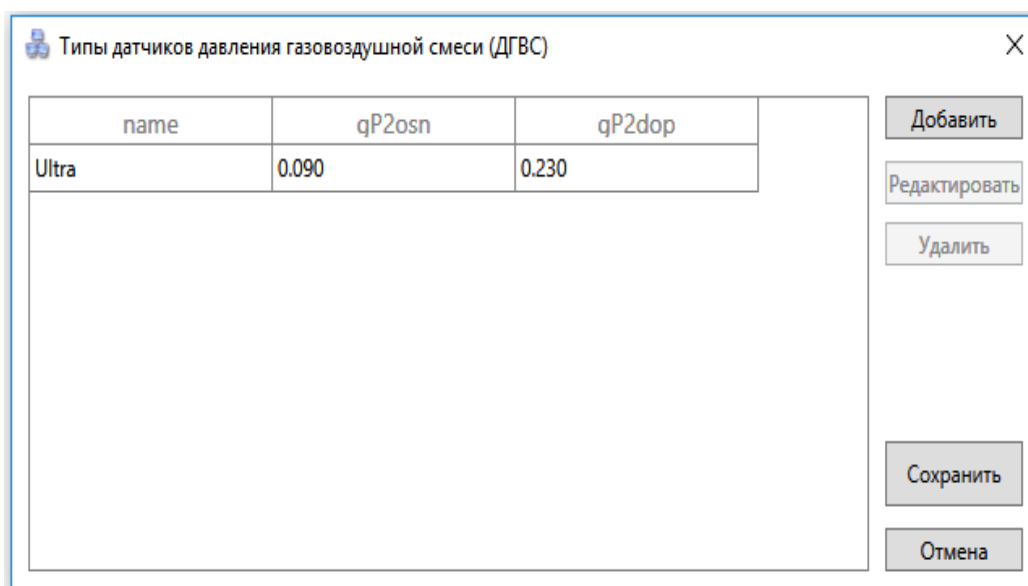 Типы датчиков давления газовоздушной смеси (ДГВС)
name qP2osn qP2dop
Ultra 0.090 0.230
Добавить
Редактировать
Удалить
Сохранить
Отмена